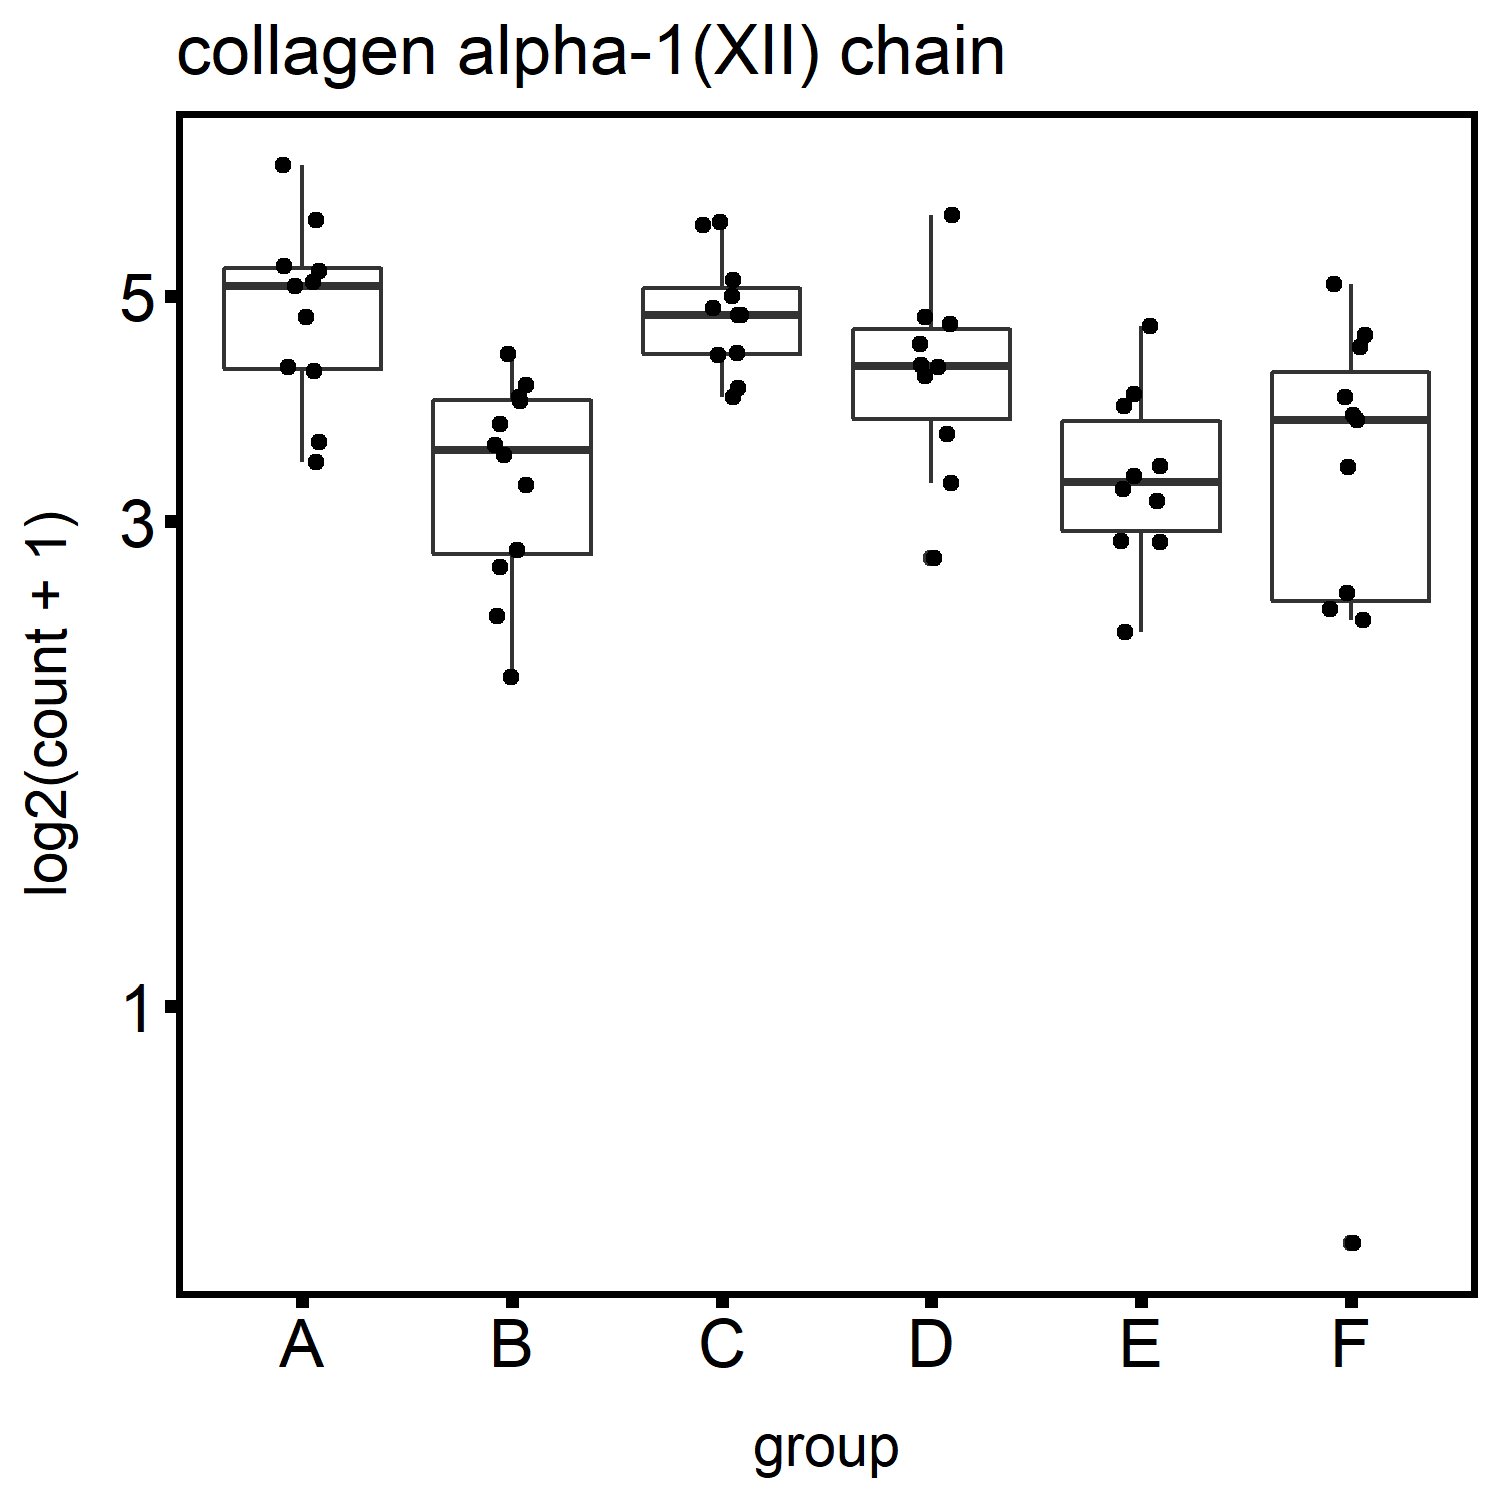 collagen alpha-1(XII) chain
log2(count + 1)
5
3
1
A B C D E F
group